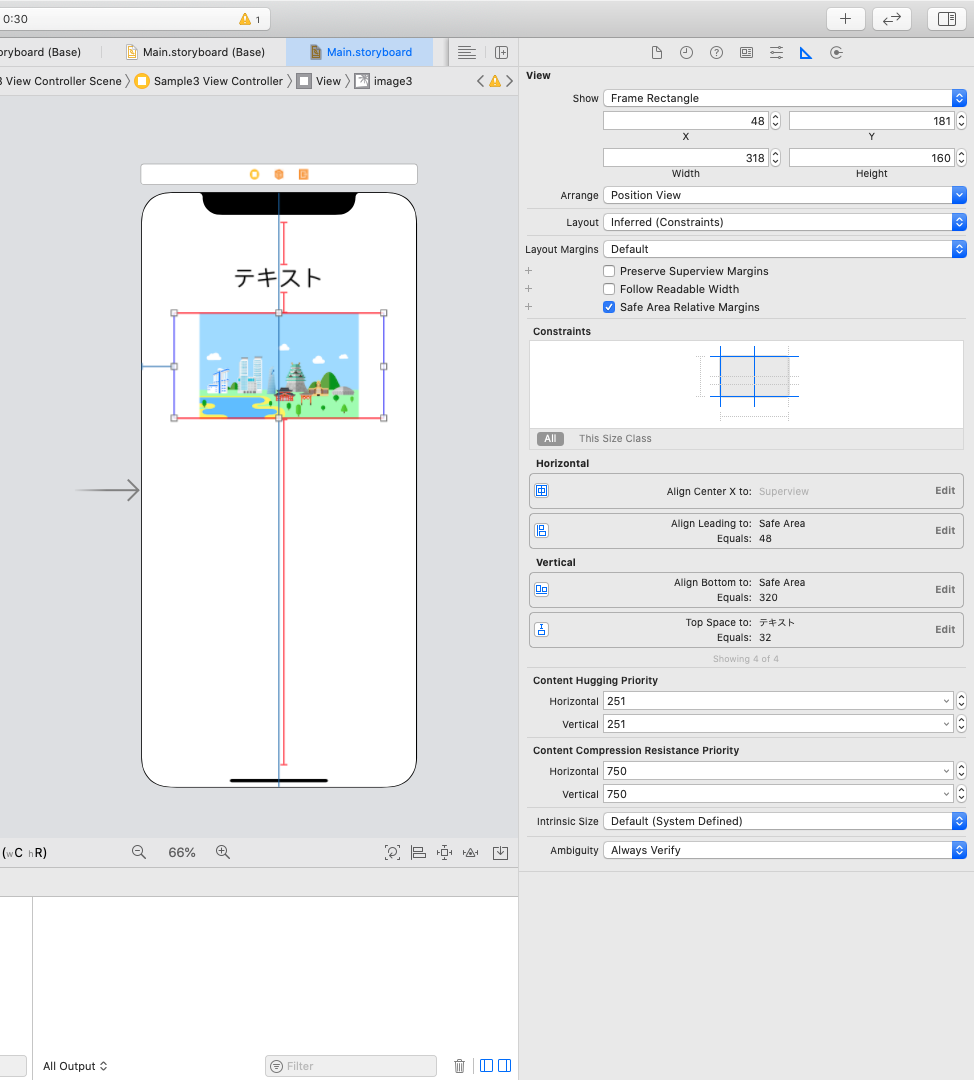 0:30
1
oryboard (Base)
Main.storyboard (Base)
Main.storyboard
3 View Controller Scene
Sample3 View Controller
View
image3
テキスト
View
Show
Frame Rectangle
48
181
X
Y
318
160
Width
Height
Arrange
Position View
Layout
Inferred (Constraints)
Layout Margins
Default
Preserve Superview Margins
Follow Readable Width
Safe Area Relative Margins
Constraints
All
This Size Class
Horizontal
Align Center X to: Superview
Edit
Align Leading to: Safe Area
Equals: 48
Edit
Vertical
Align Bottom to: Safe Area
Equals: 320
Edit
Top Space to: テキスト
Equals: 32
Edit
Showing 4 of 4
Content Hugging Priority
Horizontal
251
Vertical
251
Content Compression Resistance Priority
Horizontal
750
Vertical
750
Intrinsic Size
Default (System Defined)
Ambiguity
Always Verify
(wC hR)
66%
All Output
Filter